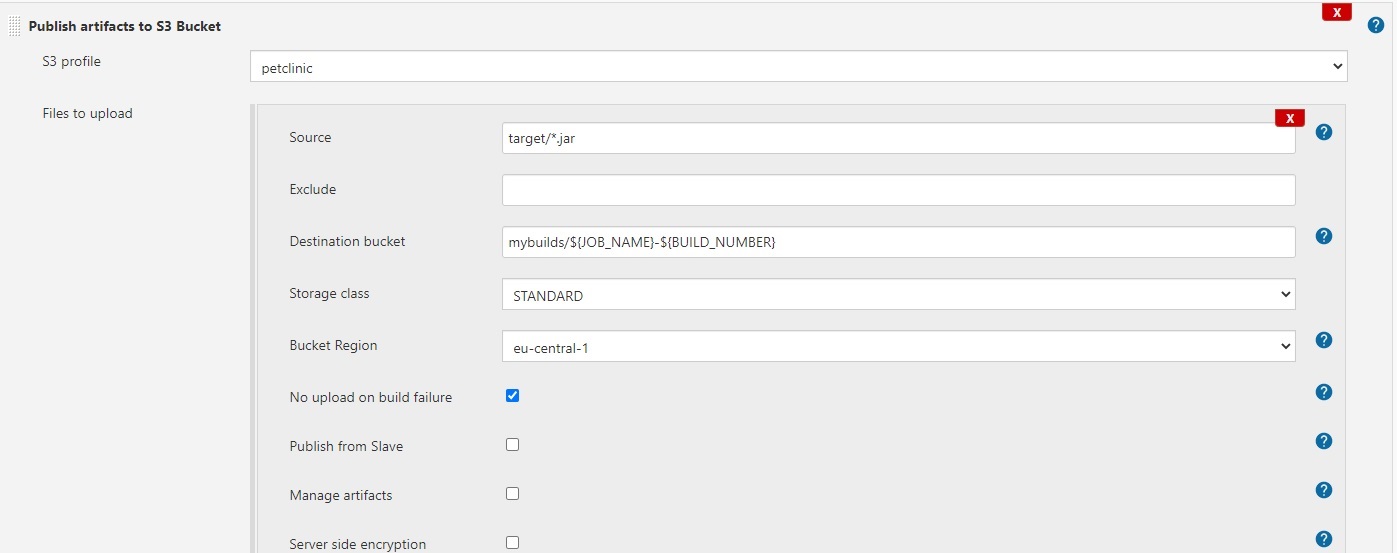 Publish artifacts to S3 Bucket
X
?
S3 profile
petclinic
Files to upload
X
Source
target/*.jar
?
Exclude
Destination bucket
mybuilds/${JOB_NAME}-${BUILD_NUMBER}
?
Storage class
STANDARD
Bucket Region
eu-central-1
?
No upload on build failure
?
Publish from Slave
?
Manage artifacts
?
Server side encryption
?